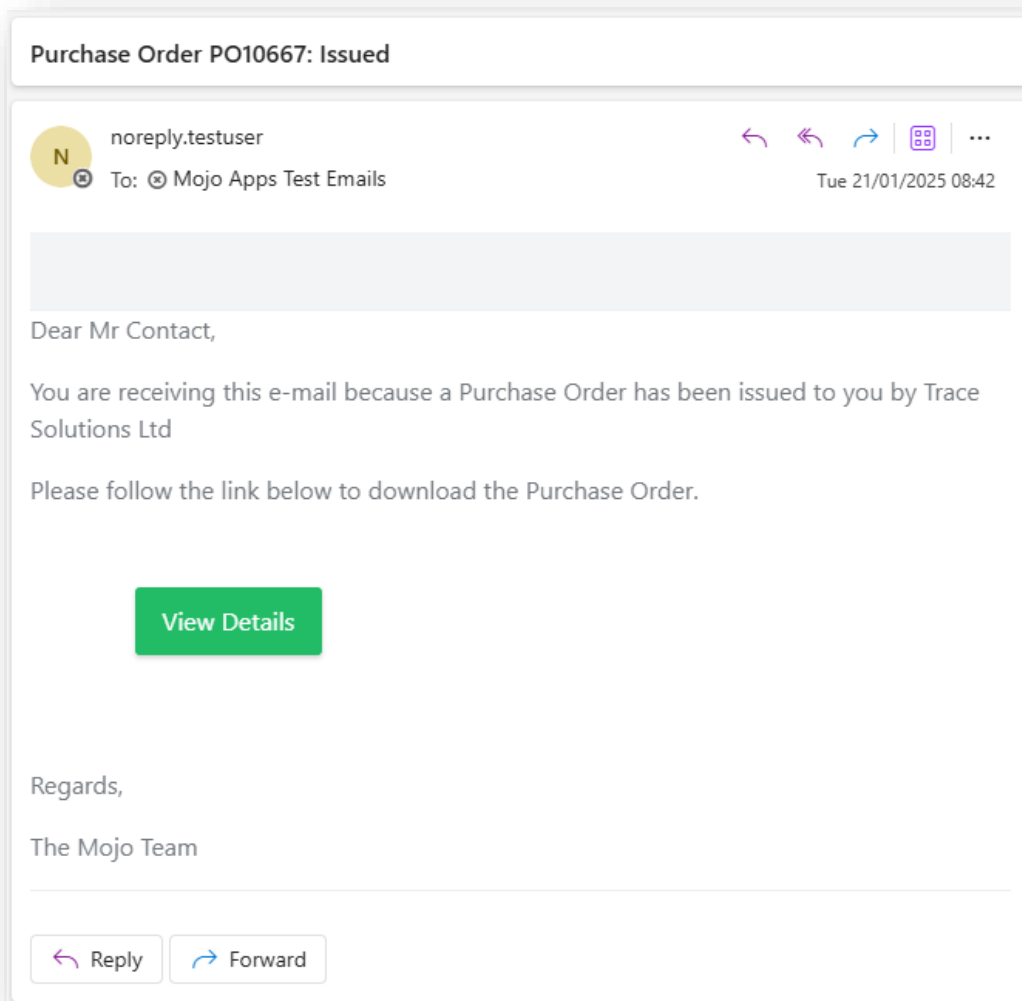 Purchase Order PO10667: Issued
N
noreply.testuser
To: Mojo Apps Test Emails
Tue 21/01/2025 08:42
Dear Mr Contact,
You are receiving this e-mail because a Purchase Order has been issued to you by Trace
Solutions Ltd
Please follow the link below to download the Purchase Order.
View Details
Regards,
The Mojo Team
Reply
Forward